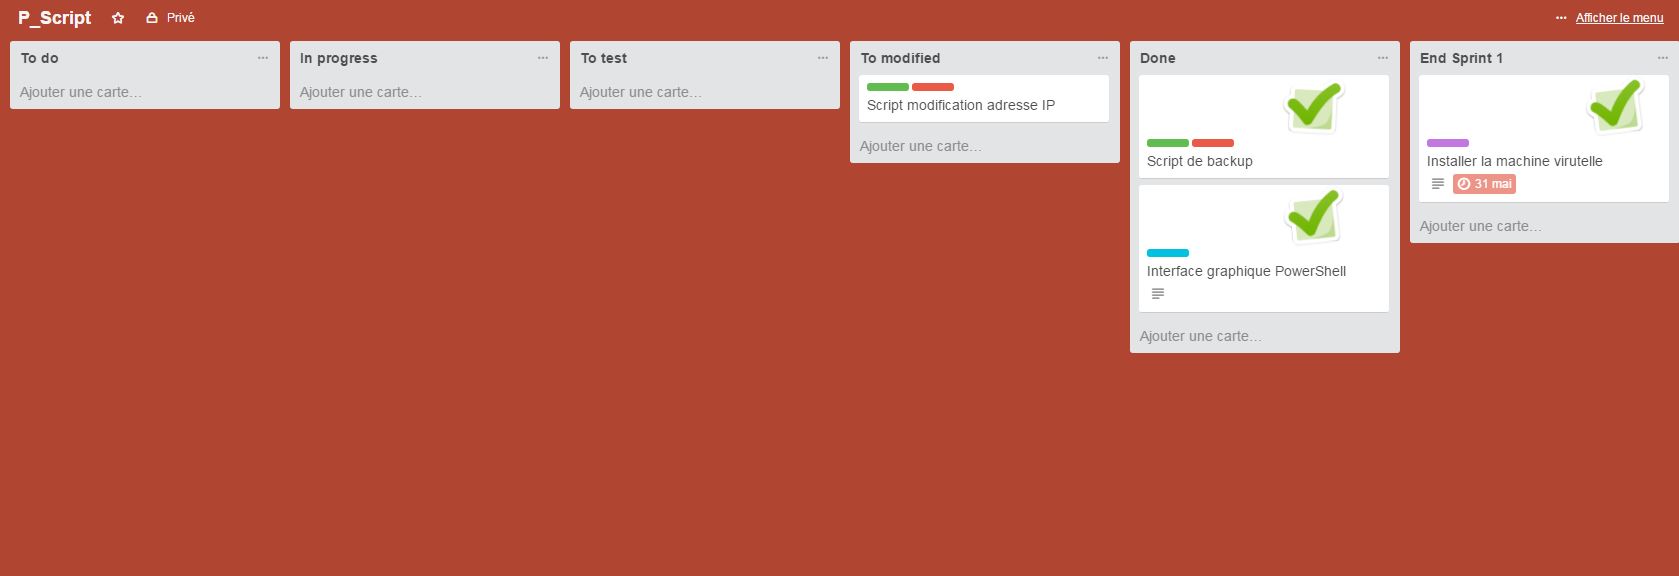 P_Script
Privé
Afficher le menu
To do
Ajouter une carte…
In progress
Ajouter une carte…
To test
Ajouter une carte…
To modified
Script modification adresse IP
Ajouter une carte…
Done
Script de backup
Interface graphique PowerShell
Ajouter une carte…
End Sprint 1
Installer la machine virutelle
31 mai
Ajouter une carte…